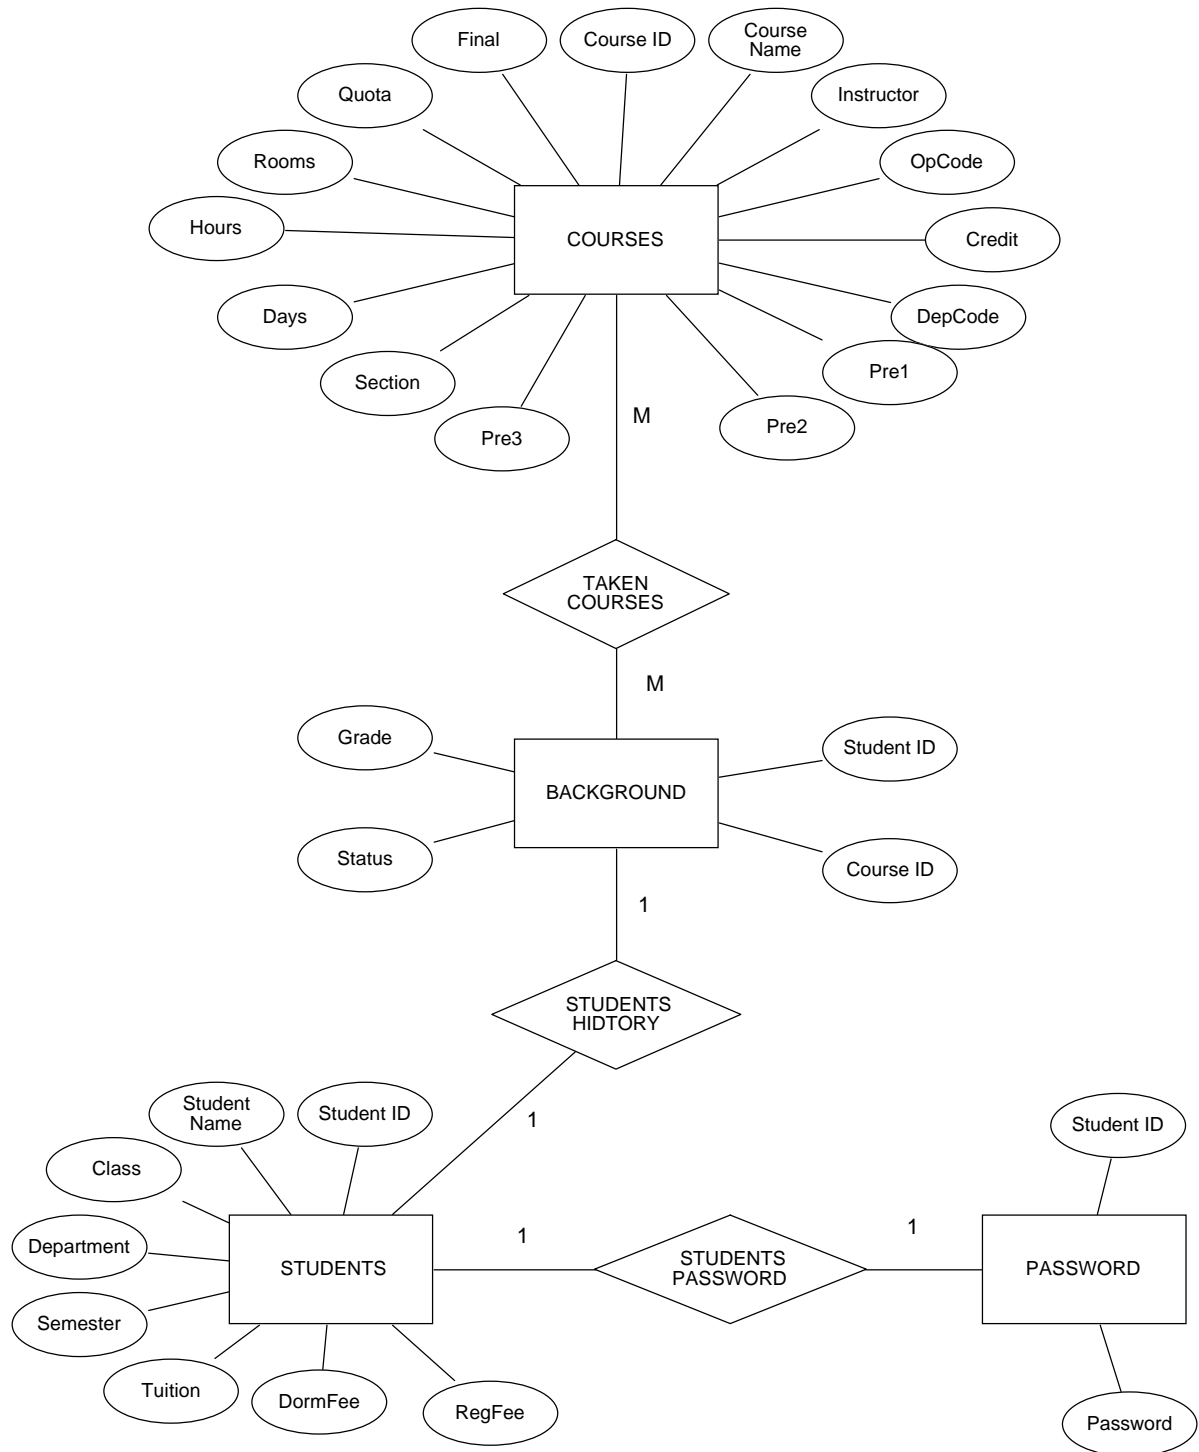 Final
Course ID
Course
Name
Quota
Instructor
Rooms
OpCode
Hours
COURSES
Credit
Days
DepCode
Section
Pre1
Pre3
M
Pre2
TAKEN
COURSES
M
Grade
Student ID
BACKGROUND
Status
Course ID
1
STUDENTS
HIDTORY
Student
Name
Student ID
1
Student ID
Class
Department
STUDENTS
1
STUDENTS
PASSWORD
1
PASSWORD
Semester
Tuition
DormFee
RegFee
Password